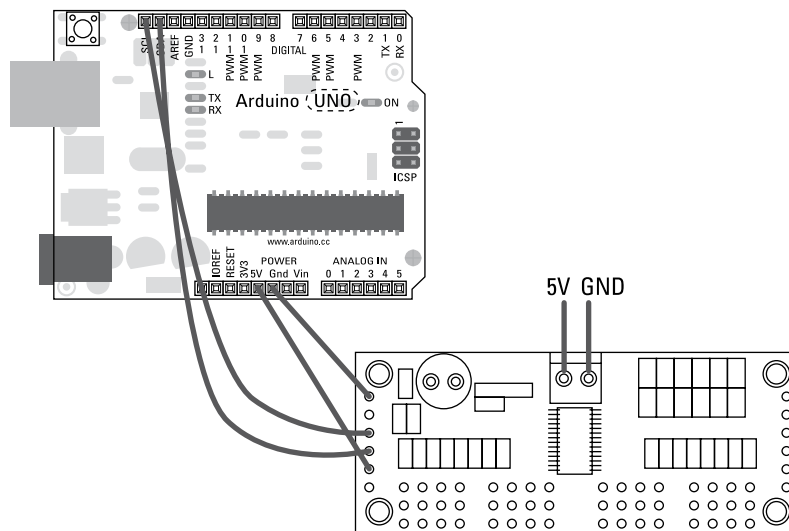 SCL SDA AREF GND 13 12 11 10 9 8 7 6 5 4 3 2 1 0
PWM PWM PWM DIGITAL PWM PWM PWM TX RX
L
TX
RX
Arduino UNO ON
1
ICSP
www.arduino.cc
IOREF RESET 3V3 5V Gnd Vin
POWER
ANALOG IN
0 1 2 3 4 5
5V GND